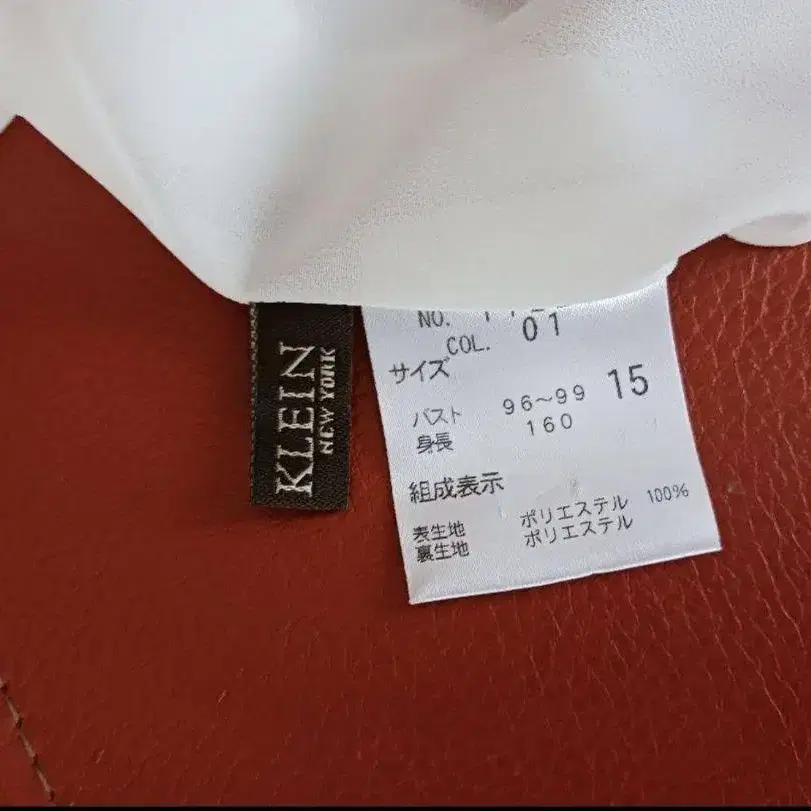 KLEIN
NEW YORK
NO.
COL. 01
サイズ 15
バスト 96～99
身長 160
組成表示
表生地 ポリエステル 100%
裏生地 ポリエステル